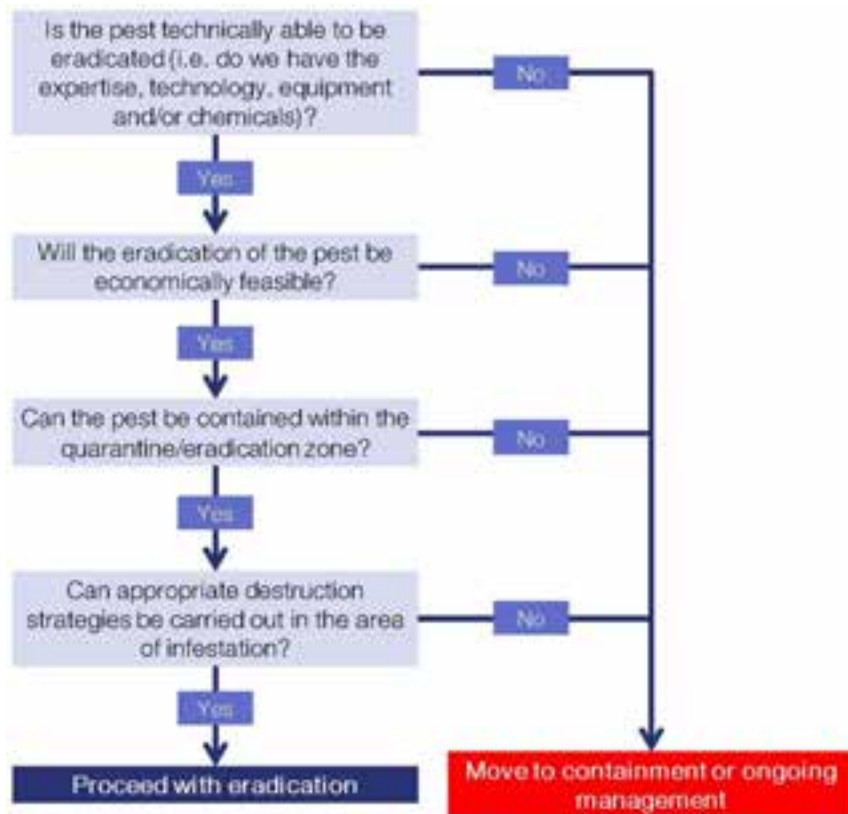 Is the pest technically able to be
eradicated (i.e. do we have the
expertise, technology, equipment
and/or chemicals)?
No
Yes
Will the eradication of the pest be
economically feasible?
No
Yes
Can the pest be contained within the
quarantine/eradication zone?
No
Yes
Can appropriate destruction
strategies be carried out in the area
of infestation?
No
Yes
Proceed with eradication
Move to containment or ongoing
management